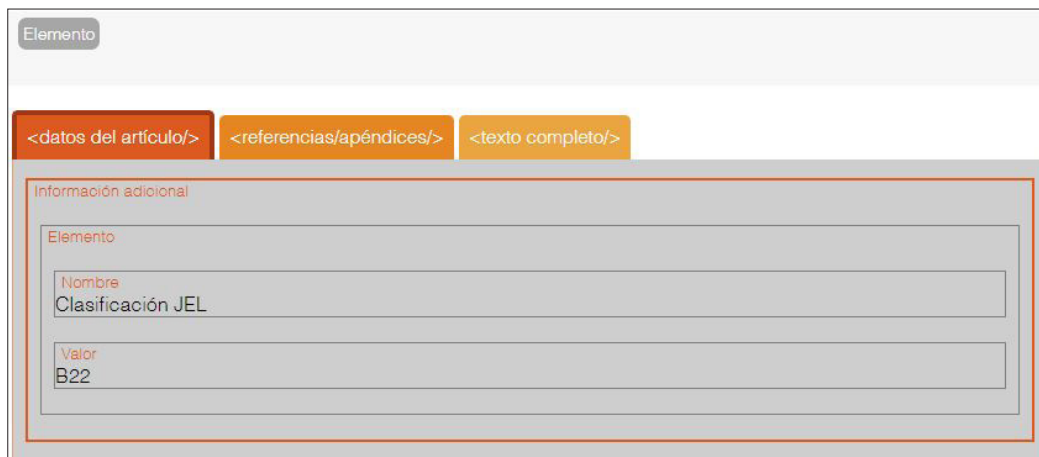 Elemento
<datos del artículo/> <referencias/apéndices/> <texto completo/>
Información adicional
Elemento
Nombre
Clasificación JEL
Valor
B22